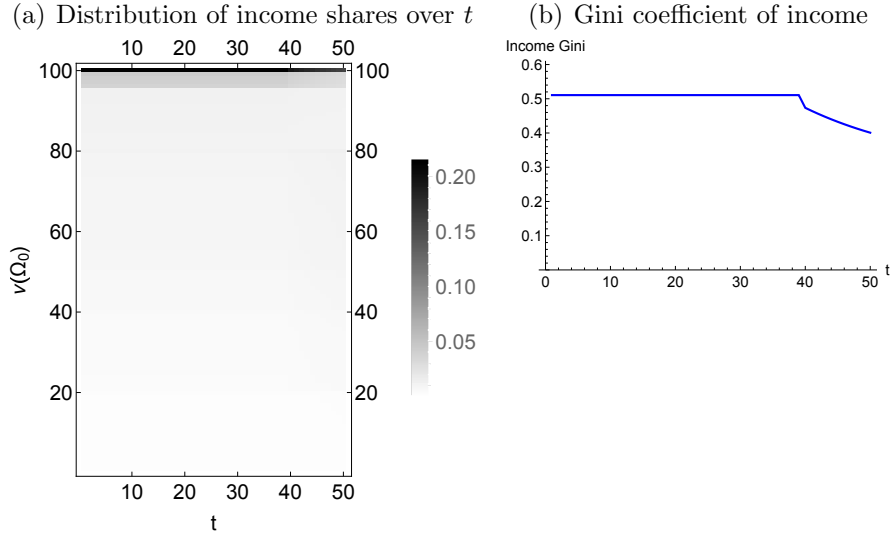 (a) Distribution of income shares over t
10 20 30 40 50
100 100
80 80
60 60
40 40
20 20
ν(Ω₀)
10 20 30 40 50
t
0.20
0.15
0.10
0.05
(b) Gini coefficient of income
Income Gini
0.6
0.5
0.4
0.3
0.2
0.1
0 10 20 30 40 50
t